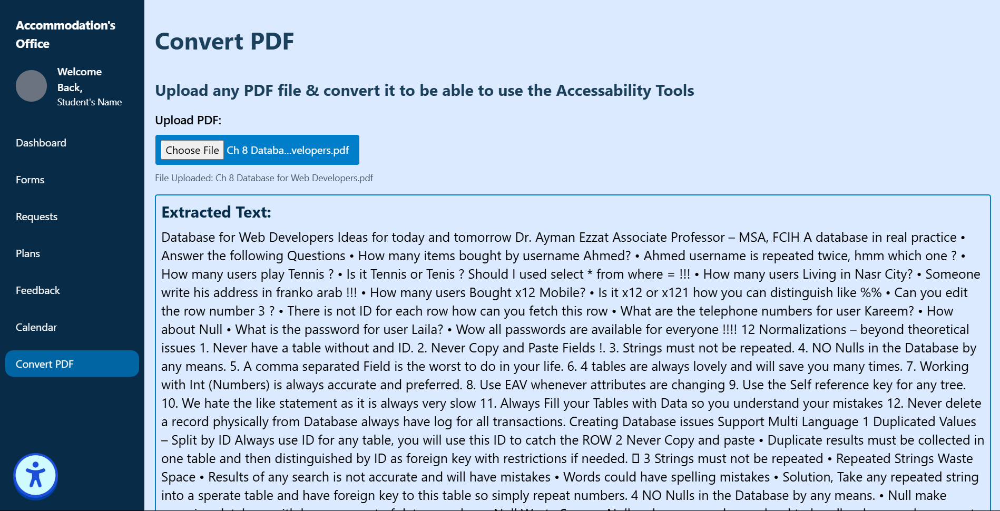 Accommodation's
Office
Welcome
Back,
Student's Name
Dashboard
Forms
Requests
Plans
Feedback
Calendar
Convert PDF
Convert PDF
Upload any PDF file & convert it to be able to use the Accessability Tools
Upload PDF:
Choose File Ch 8 Databa...velopers.pdf
File Uploaded: Ch 8 Database for Web Developers.pdf
Extracted Text:
Database for Web Developers Ideas for today and tomorrow Dr. Ayman Ezzat Associate Professor – MSA, FCIH A database in real practice •
Answer the following Questions • How many items bought by username Ahmed? • Ahmed username is repeated twice, hmm which one ? •
How many users play Tennis ? • Is it Tennis or Tenis ? Should I used select * from where = !!! • How many users Living in Nasr City? • Someone
write his address in franko arab !!! • How many users Bought x12 Mobile? • Is it x12 or x121 how you can distinguish like %% • Can you edit
the row number 3 ? • There is not ID for each row how can you fetch this row • What are the telephone numbers for user Kareem? • How
about Null • What is the password for user Laila? • Wow all passwords are available for everyone !!!! 12 Normalizations – beyond theoretical
issues 1. Never have a table without and ID. 2. Never Copy and Paste Fields !. 3. Strings must not be repeated. 4. NO Nulls in the Database by
any means. 5. A comma separated Field is the worst to do in your life. 6. 4 tables are always lovely and will save you many times. 7. Working
with Int (Numbers) is always accurate and preferred. 8. Use EAV whenever attributes are changing 9. Use the Self reference key for any tree.
10. We hate the like statement as it is always very slow 11. Always Fill your Tables with Data so you understand your mistakes 12. Never delete
a record physically from Database always have log for all transactions. Creating Database issues Support Multi Language 1 Duplicated Values
– Split by ID Always use ID for any table, you will use this ID to catch the ROW 2 Never Copy and paste • Duplicate results must be collected in
one table and then distinguished by ID as foreign key with restrictions if needed. 3 Strings must not be repeated • Repeated Strings Waste
Space • Results of any search is not accurate and will have mistakes • Words could have spelling mistakes • Solution, Take any repeated string
into a sperate table and have foreign key to this table so simply repeat numbers. 4 NO Nulls in the Database by any means. • Null make